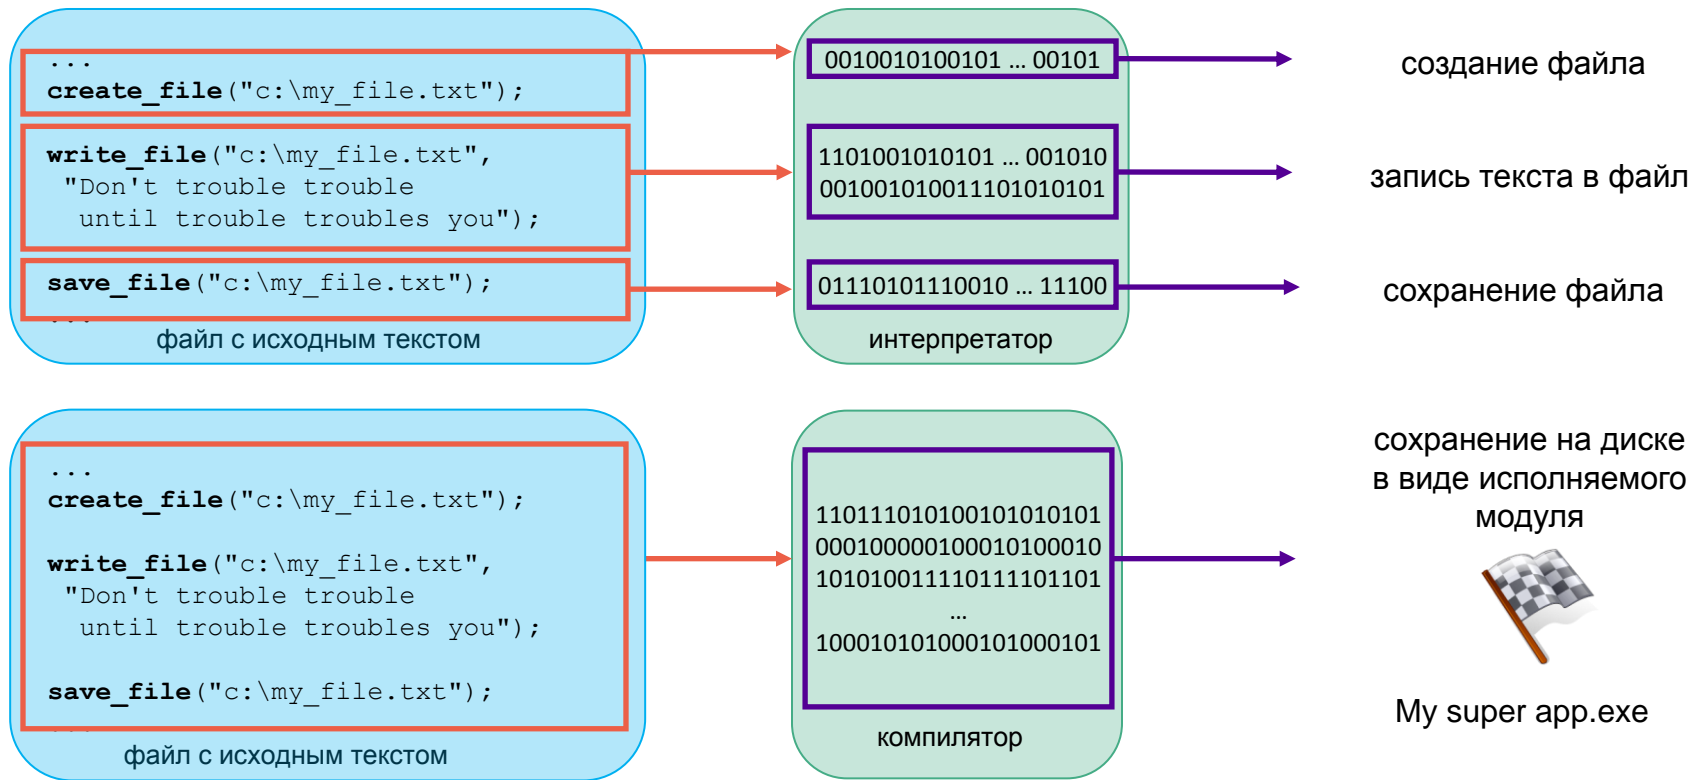 ...
create_file("c:\my_file.txt");
write_file("c:\my_file.txt",
"Don't trouble trouble
until trouble troubles you");
save_file("c:\my_file.txt");
...
файл с исходным текстом
0010010100101 ... 00101
1101001010101 ... 001010
001001010011101010101
01110101110010 ... 11100
интерпретатор
создание файла
запись текста в файл
сохранение файла
...
create_file("c:\my_file.txt");
write_file("c:\my_file.txt",
"Don't trouble trouble
until trouble troubles you");
save_file("c:\my_file.txt");
...
файл с исходным текстом
110111010100101010101
000100000100010100010
101010011110111101101
...
100010101000101000101
компилятор
сохранение на диске
в виде исполняемого
модуля
My super app.exe